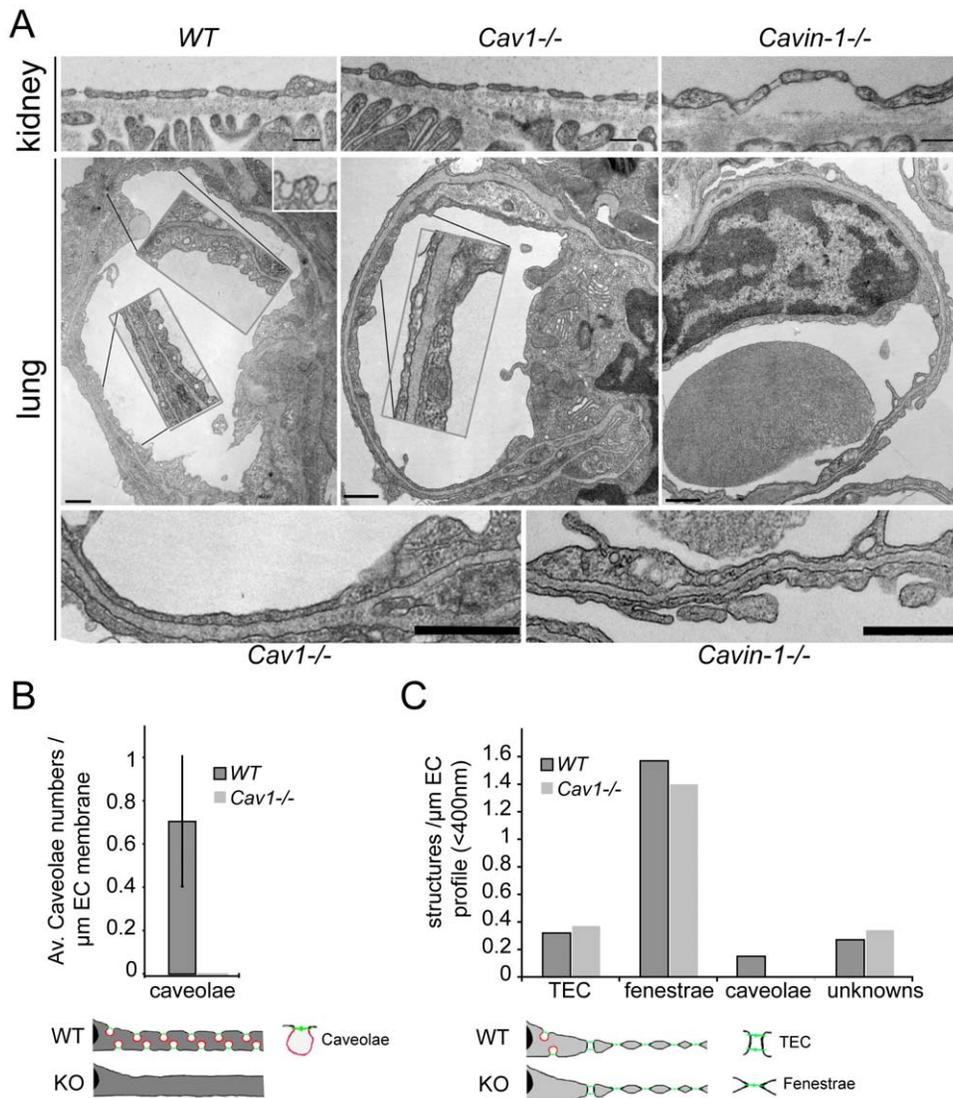 A
WT
Cav1-/-
Cavin-1-/-
kidney
lung
Cav1-/-
Cavin-1-/-
B
Av. Caveolae numbers /
µm EC membrane
1
0.8
0.6
0.4
0.2
0
WT
Cav1-/-
caveolae
WT
KO
Caveolae
C
structures /µm EC
profile (<400nm)
1.6
1.4
1.2
1
0.8
0.6
0.4
0.2
0
WT
Cav1-/-
TEC
fenestrae
caveolae
unknowns
WT
KO
TEC
Fenestrae